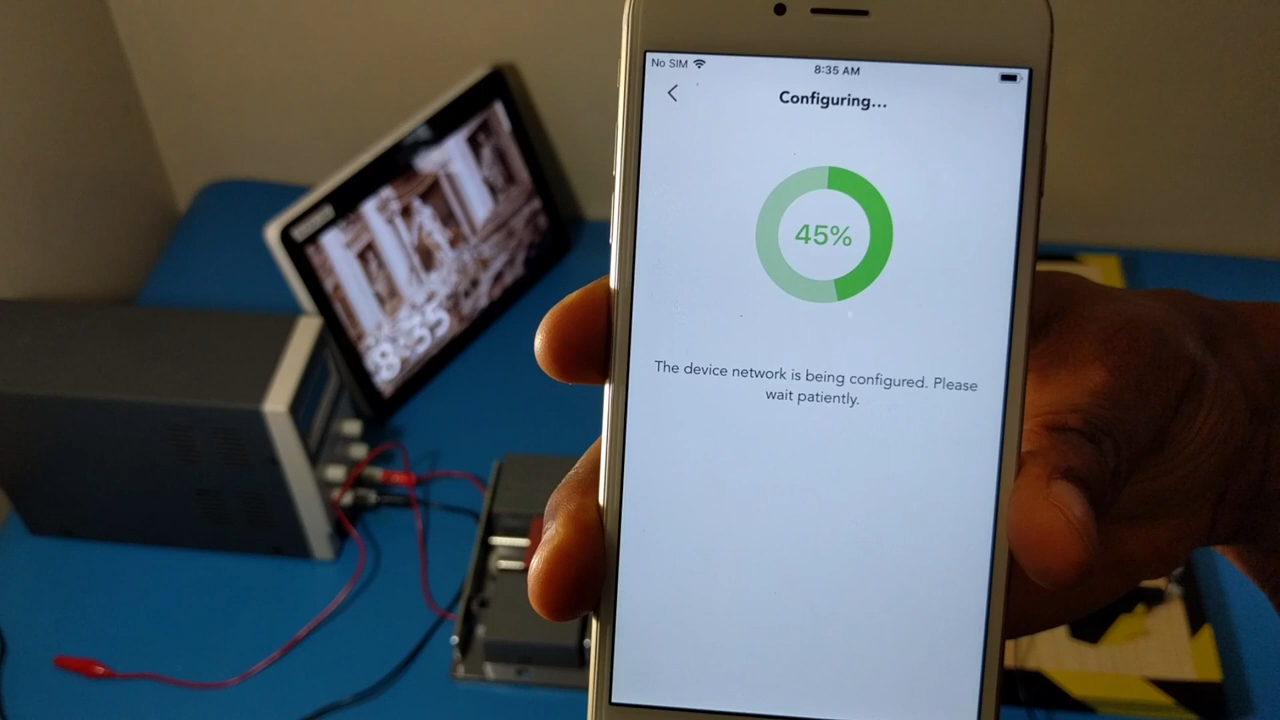 No SIM
8:35 AM
Configuring...
45%
The device network is being configured. Please
wait patiently.
8:35